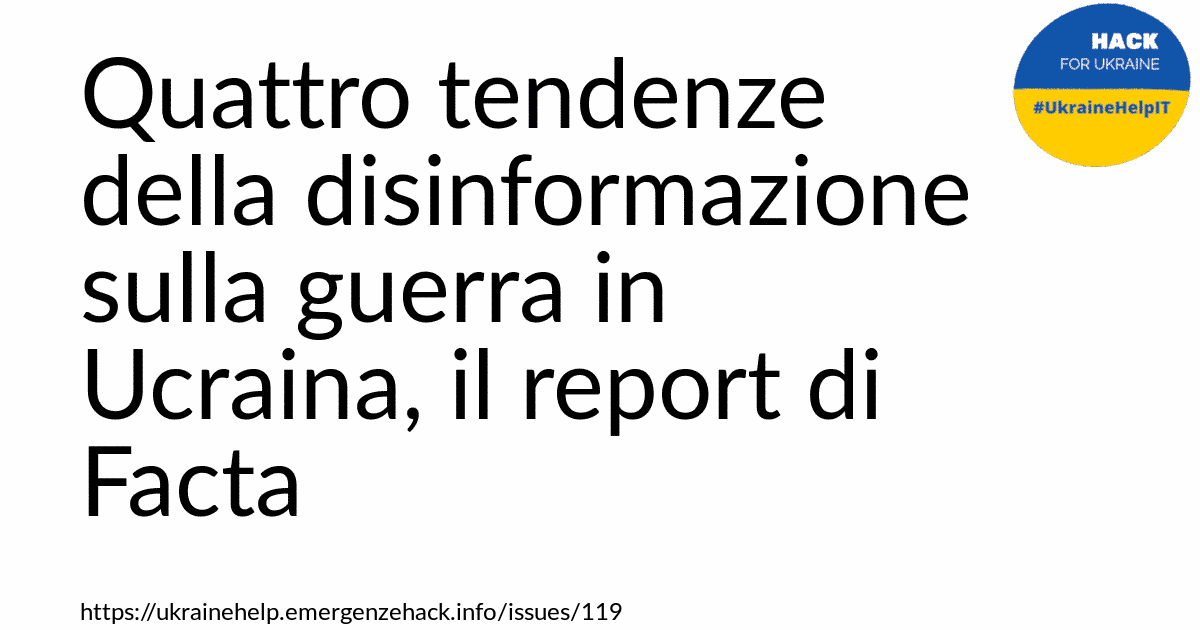 Quattro tendenze
della disinformazione
sulla guerra in
Ucraina, il report di
Facta
HACK
FOR UKRAINE
#UkraineHelpIT
https://ukrainehelp.emergenzehack.info/issues/119